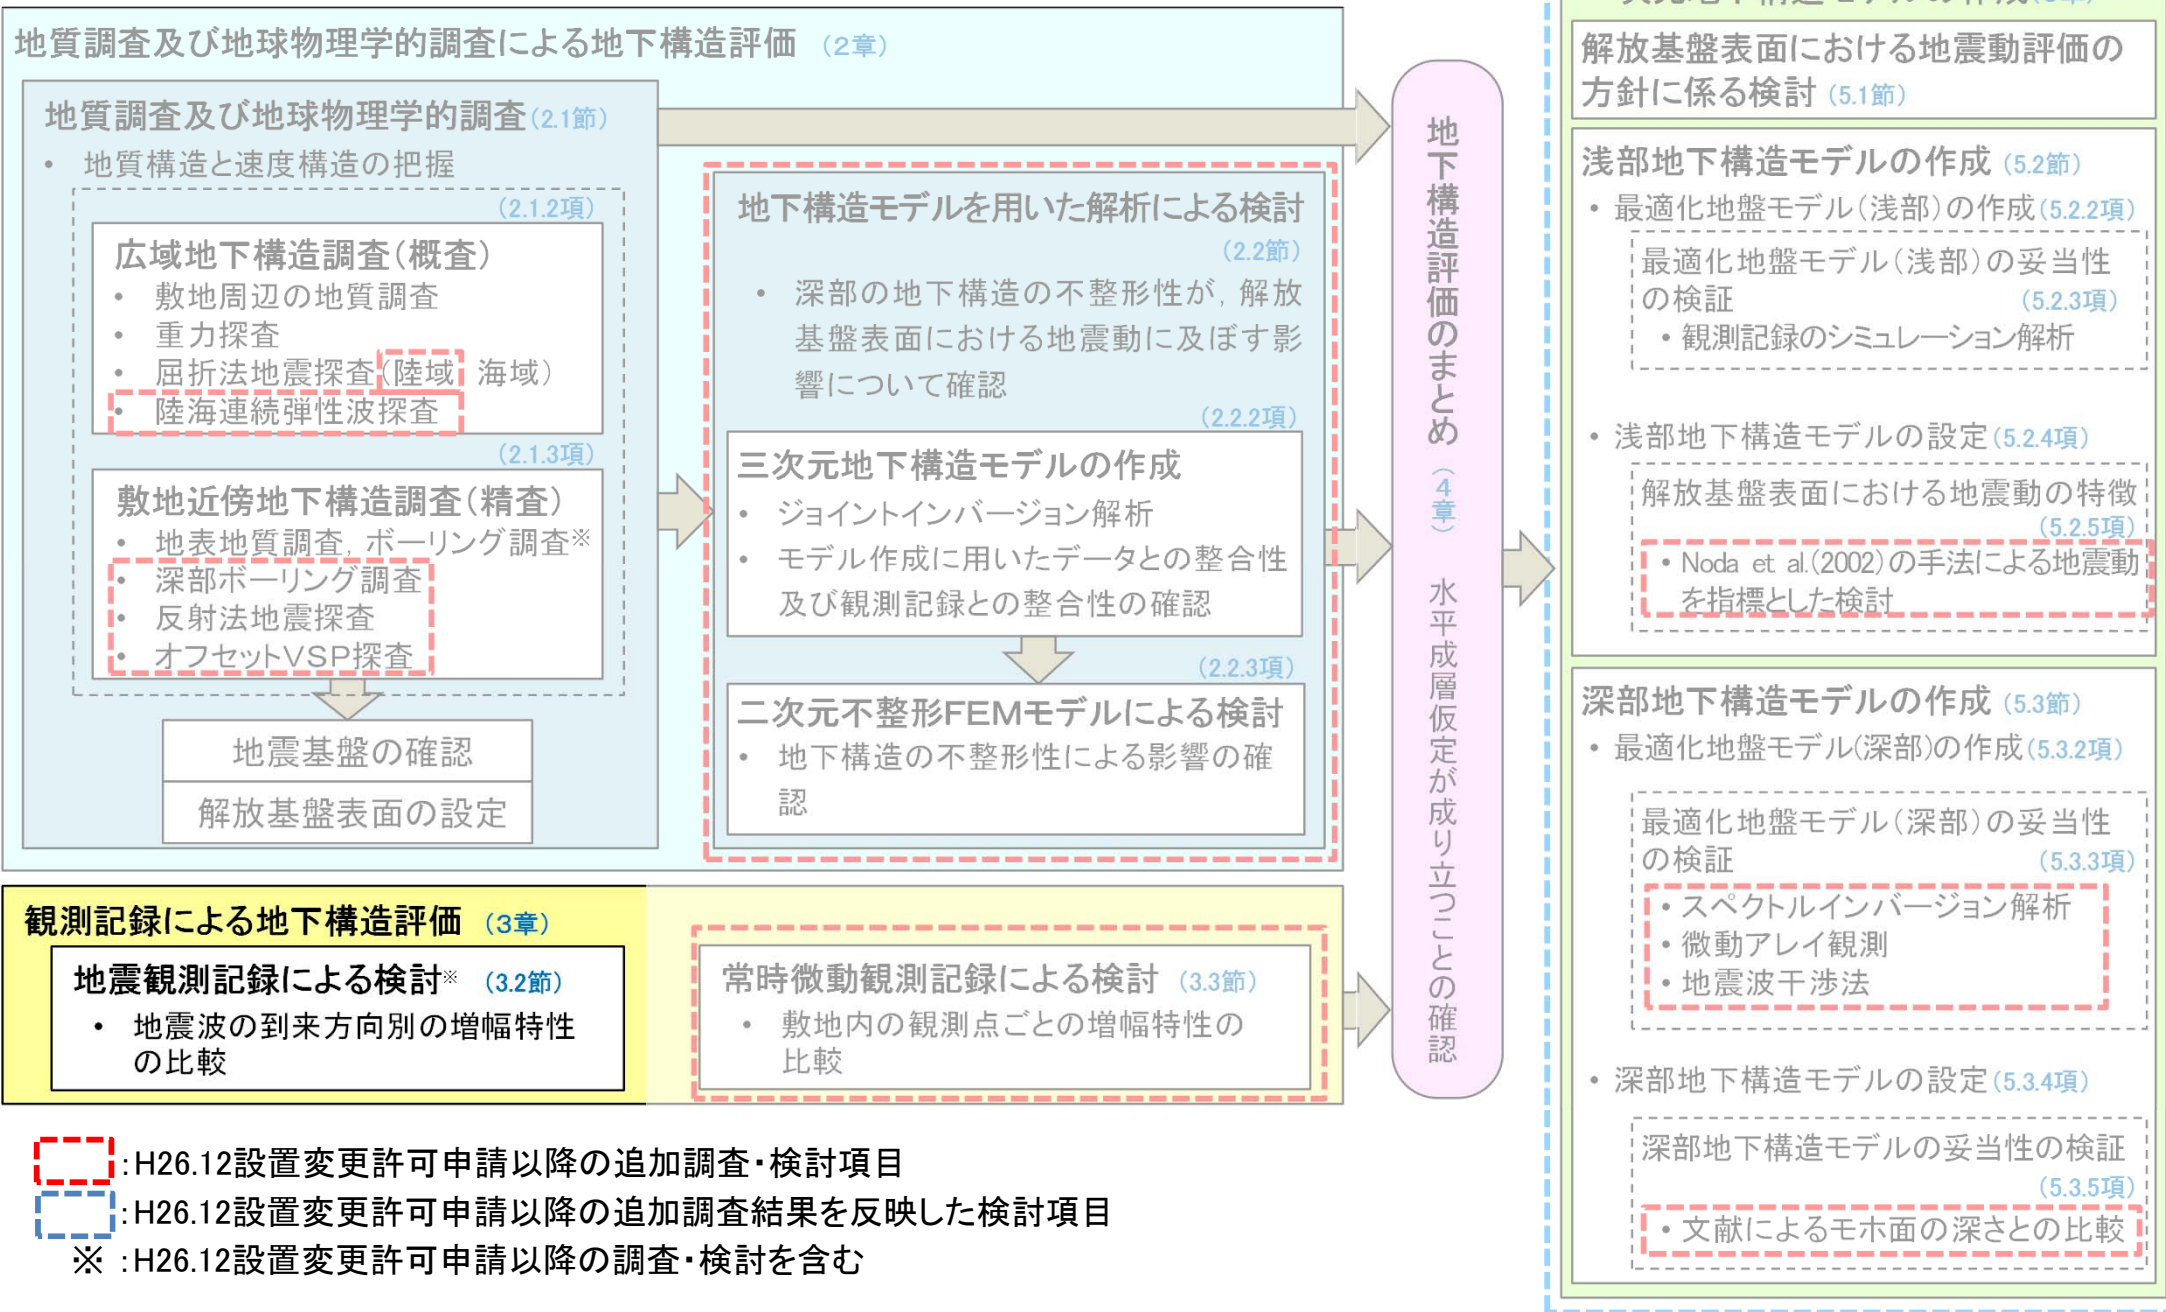 地質調査及び地球物理学的調査による地下構造評価 (2章)
地質調査及び地球物理学的調査(2.1節)
• 地質構造と速度構造の把握
(2.1.2項)
広域地下構造調査(概査)
• 敷地周辺の地質調査
• 重力探査
• 屈折法地震探査(陸域 海域)
• 陸海連続弾性波探査
(2.1.3項)
敷地近傍地下構造調査(精査)
• 地表地質調査, ボーリング調査※
• 深部ボーリング調査
• 反射法地震探査
• オフセットVSP探査
地震基盤の確認
解放基盤表面の設定
地下構造モデルを用いた解析による検討
(2.2節)
• 深部の地下構造の不整形性が, 解放
基盤表面における地震動に及ぼす影
響について確認
(2.2.2項)
三次元地下構造モデルの作成
• ジョイントインバージョン解析
• モデル作成に用いたデータとの整合性
及び観測記録との整合性の確認
(2.2.3項)
二次元不整形FEMモデルによる検討
• 地下構造の不整形性による影響の確
認
観測記録による地下構造評価 (3章)
地震観測記録による検討※ (3.2節)
• 地震波の到来方向別の増幅特性
の比較
常時微動観測記録による検討 (3.3節)
• 敷地内の観測点ごとの増幅特性の
比較
地下構造評価のまとめ(4章) 水平成層仮定が成り立つことの確認
解放基盤表面における地震動評価の
方針に係る検討(5.1節)
浅部地下構造モデルの作成(5.2節)
• 最適化地盤モデル(浅部)の作成(5.2.2項)
最適化地盤モデル(浅部)の妥当性
の検証 (5.2.3項)
• 観測記録のシミュレーション解析
• 浅部地下構造モデルの設定(5.2.4項)
解放基盤表面における地震動の特徴
(5.2.5項)
• Noda et al.(2002)の手法による地震動
を指標とした検討
深部地下構造モデルの作成(5.3節)
• 最適化地盤モデル(深部)の作成(5.3.2項)
最適化地盤モデル(深部)の妥当性
の検証 (5.3.3項)
• スペクトルインバージョン解析
• 微動アレイ観測
• 地震波干渉法
• 深部地下構造モデルの設定(5.3.4項)
深部地下構造モデルの妥当性の検証
(5.3.5項)
• 文献によるモホ面の深さとの比較
:H26.12設置変更許可申請以降の追加調査・検討項目
:H26.12設置変更許可申請以降の追加調査結果を反映した検討項目
※ :H26.12設置変更許可申請以降の調査・検討を含む